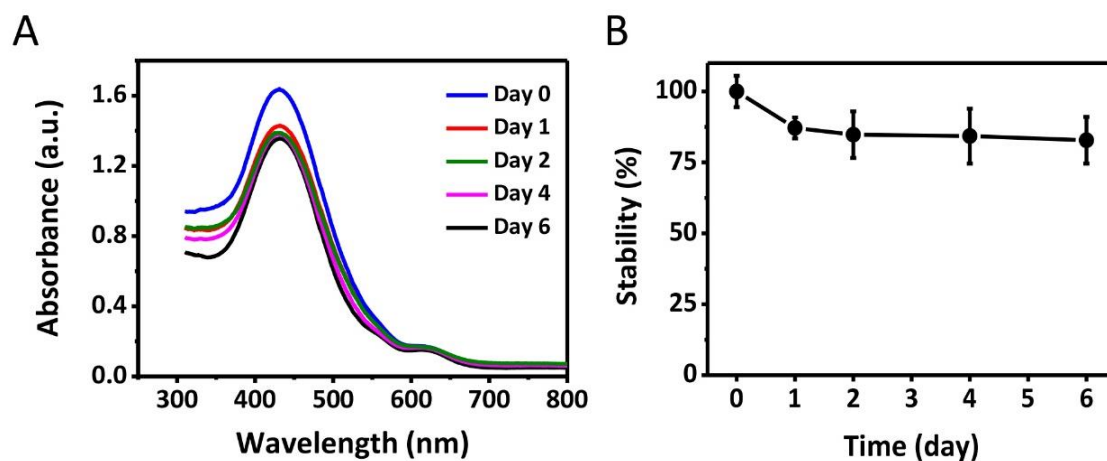 A
Absorbance (a.u.)
1.6
1.2
0.8
0.4
0.0
Day 0
Day 1
Day 2
Day 4
Day 6
300 400 500 600 700 800
Wavelength (nm)
B
Stability (%)
100
75
50
25
0
0 1 2 3 4 5 6
Time (day)